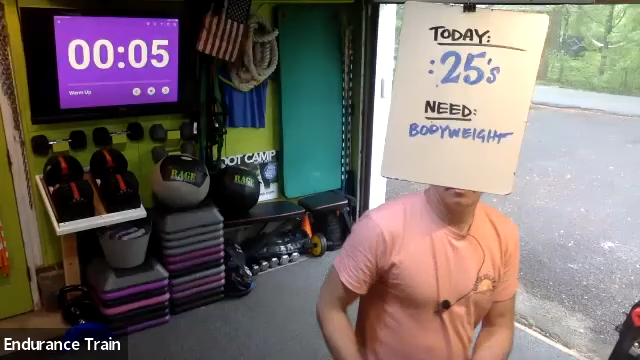 00:05
Warm Up
TODAY:
:25's
NEED:
BODYWEIGHT
RAGE
RAGE
OOT CAMP
Endurance Train